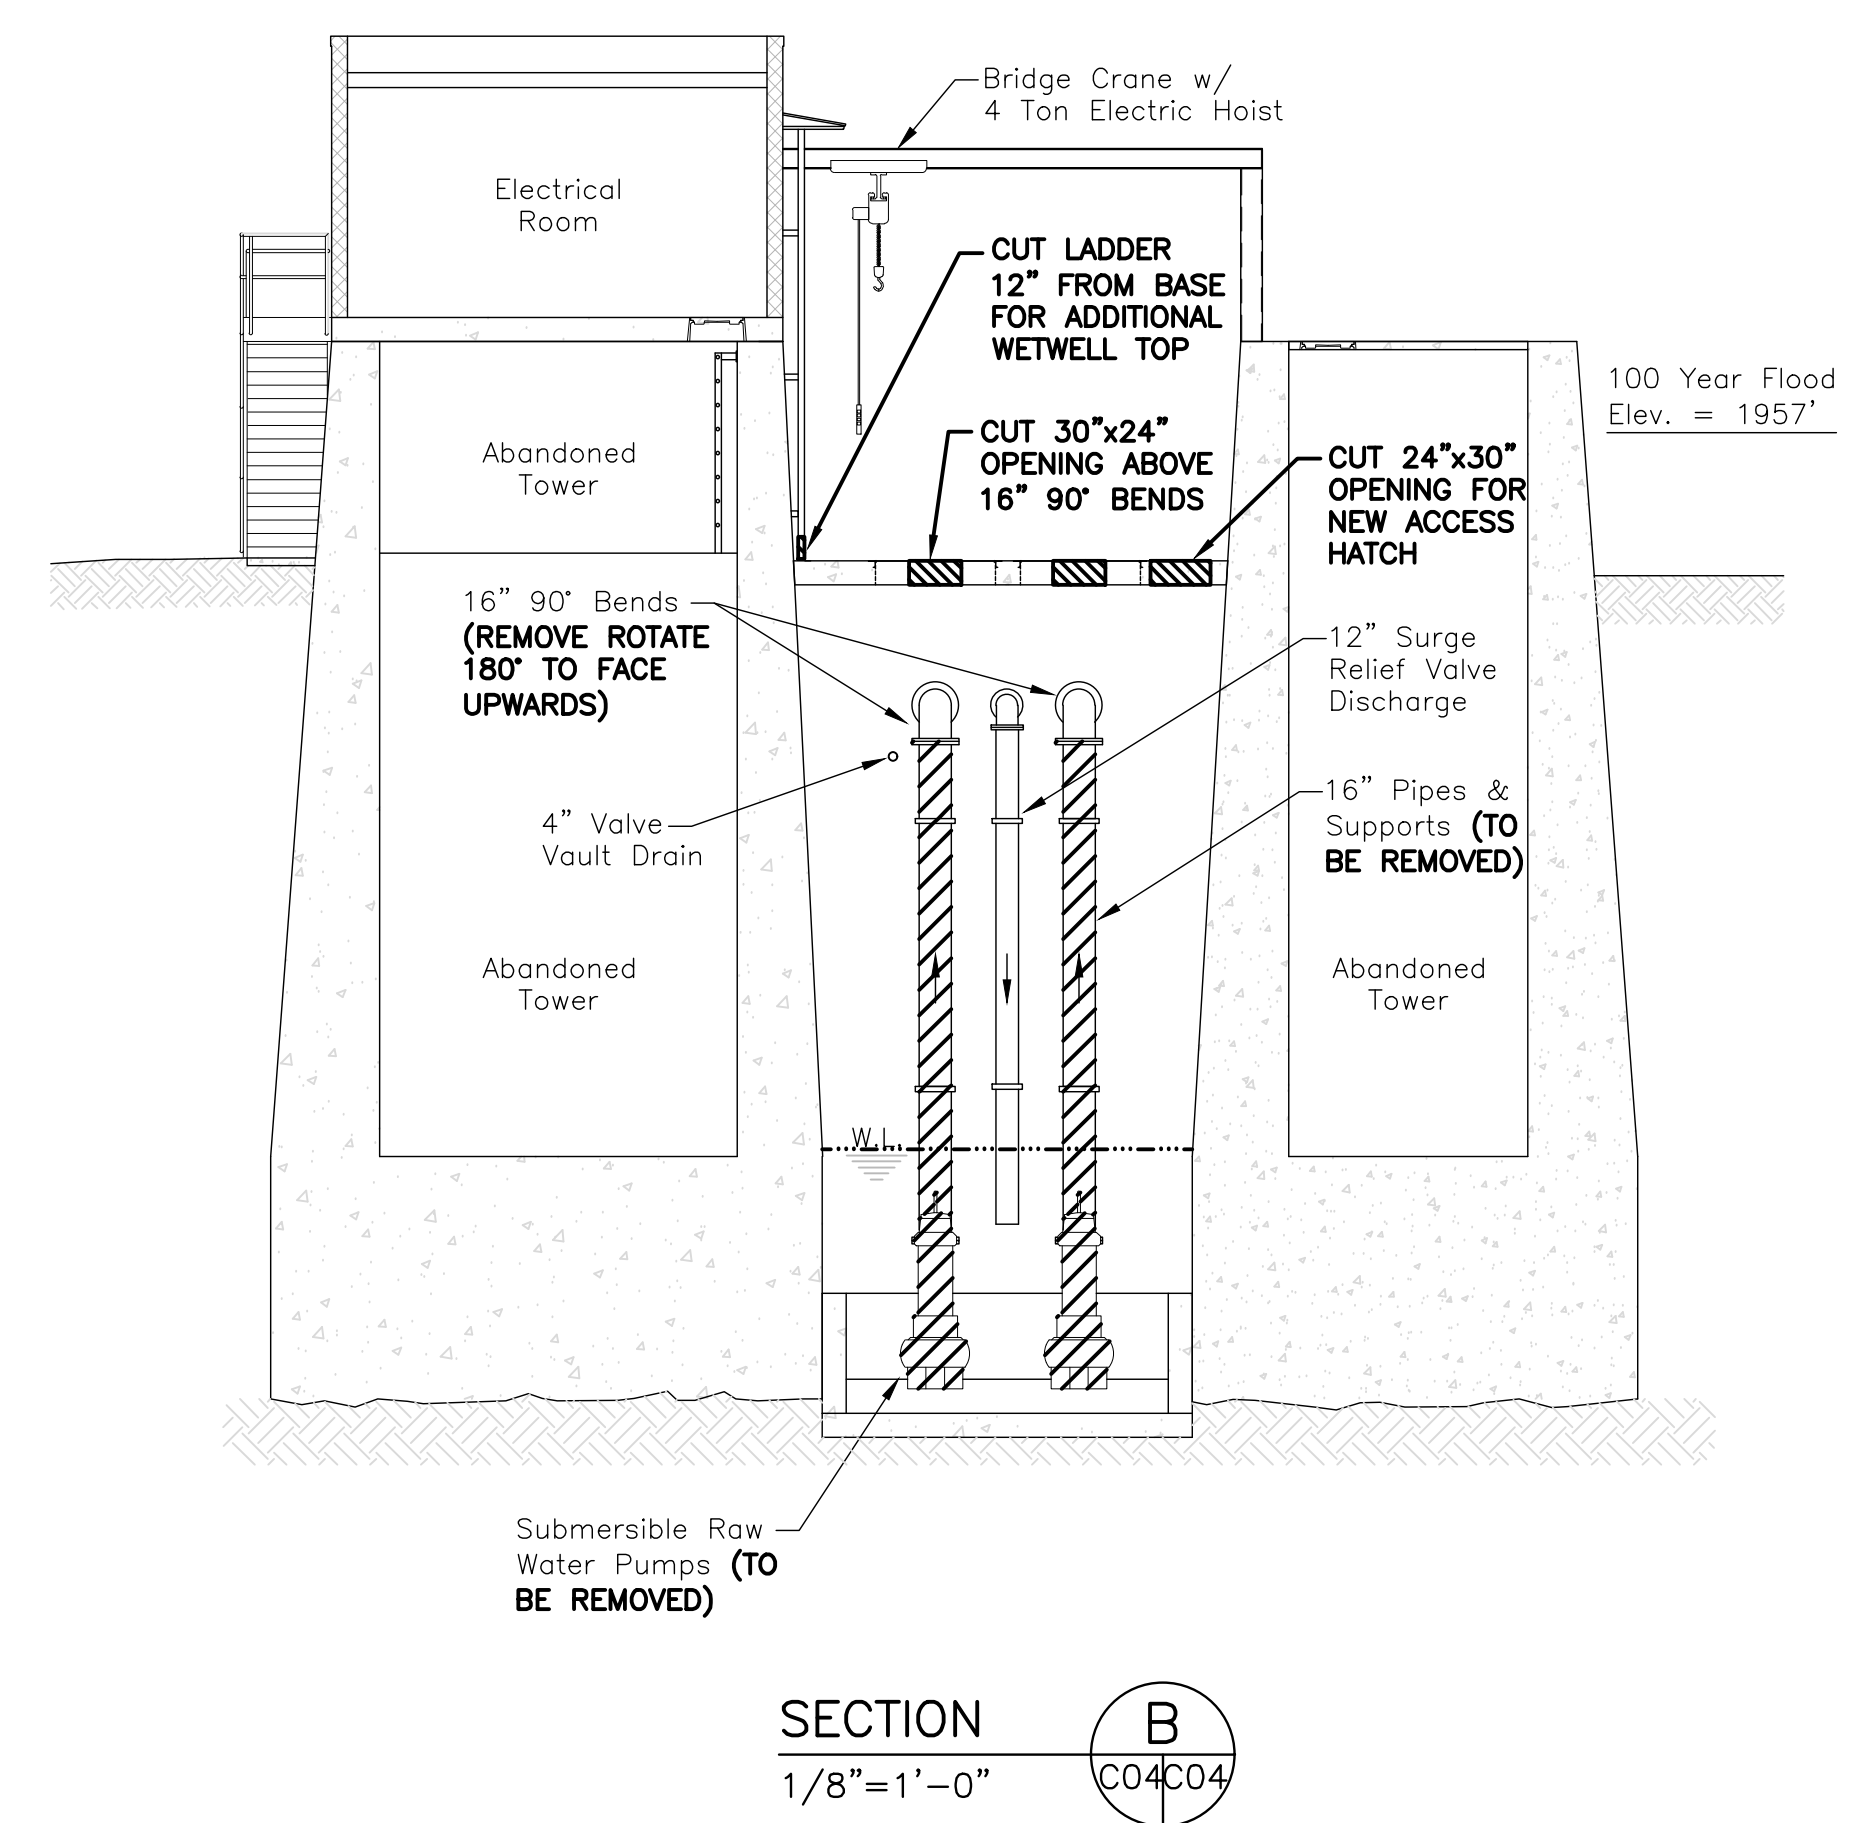 Bridge Crane w/
4 Ton Electric Hoist
Electrical
Room
CUT LADDER
12" FROM BASE
FOR ADDITIONAL
WETWELL TOP
100 Year Flood
Elev. = 1957'
CUT 30"x24"
OPENING ABOVE
16" 90° BENDS
CUT 24"x30"
OPENING FOR
NEW ACCESS
HATCH
Abandoned
Tower
16" 90° Bends
(REMOVE ROTATE
180° TO FACE
UPWARDS)
12" Surge
Relief Valve
Discharge
4" Valve
Vault Drain
16" Pipes &
Supports (TO
BE REMOVED)
Abandoned
Tower
Abandoned
Tower
W.L.
Submersible Raw
Water Pumps (TO
BE REMOVED)
SECTION
1/8"=1'-0"
B
C04 C04